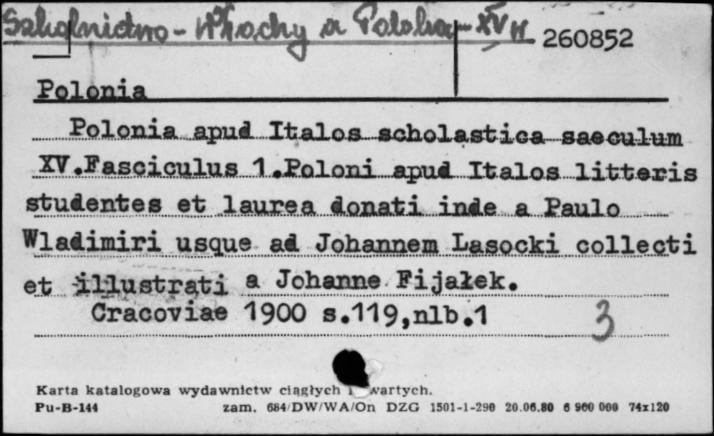 Szkolnictwo - Włochy a Polska - XV w 260852
Polonia
Polonia apud Italos scholastica saeculum
XV.Fasciculus 1.Poloni apud Italos litteris
studentes et laurea donati inde a Paulo
Wladimiri usque ad Johannem Lasocki collecti
et illustrati a Johanne Fijałek.
Cracoviae 1900 s.119,nlb.1 3
Karta katalogowa wydawnictw ciągłych i zwartych.
Pu-B-144 zam. 684/DW/WA/On DZG 1501-1-290 20.06.80 6 900 000 74x120